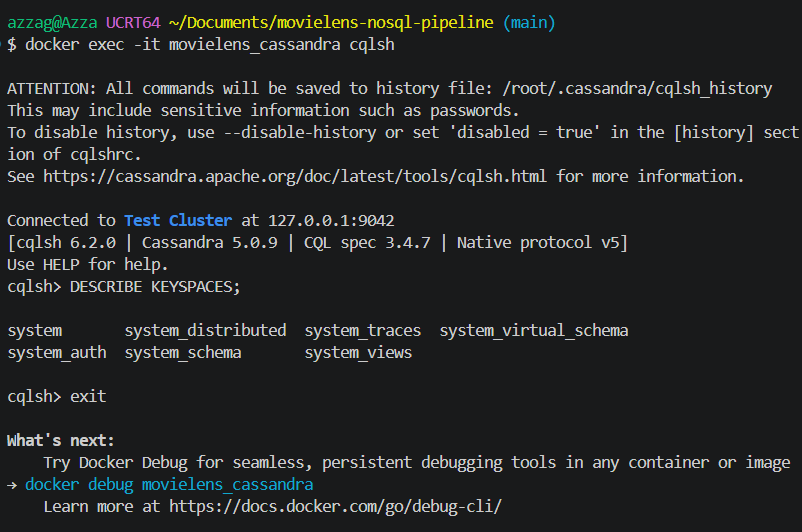 azzag@Azza UCRT64 ~/Documents/movielens-nosql-pipeline (main)
$ docker exec -it movielens_cassandra cqlsh
ATTENTION: All commands will be saved to history file: /root/.cassandra/cqlsh_history
This may include sensitive information such as passwords.
To disable history, use --disable-history or set 'disabled = true' in the [history] sect
ion of cqlshrc.
See https://cassandra.apache.org/doc/latest/tools/cqlsh.html for more information.
Connected to Test Cluster at 127.0.0.1:9042
[cqlsh 6.2.0 | Cassandra 5.0.9 | CQL spec 3.4.7 | Native protocol v5]
Use HELP for help.
cqlsh> DESCRIBE KEYSPACES;
system       system_distributed  system_traces  system_virtual_schema
system_auth  system_schema       system_views
cqlsh> exit
What's next:
    Try Docker Debug for seamless, persistent debugging tools in any container or image
→ docker debug movielens_cassandra
    Learn more at https://docs.docker.com/go/debug-cli/